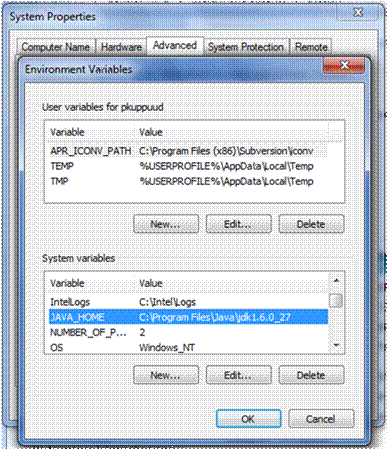 System Properties
Computer Name Hardware Advanced System Protection Remote
Environment Variables
User variables for pkuppuud
Variable Value
APR_ICONV_PATH C:\Program Files (x86)\Subversion\iconv
TEMP %USERPROFILE%\AppData\Local\Temp
TMP %USERPROFILE%\AppData\Local\Temp
New... Edit... Delete
System variables
Variable Value
IntelLogs C:\Intel\Logs
JAVA_HOME C:\Program Files\Java\jdk1.6.0_27
NUMBER_OF_P... 2
OS Windows_NT
New... Edit... Delete
OK Cancel